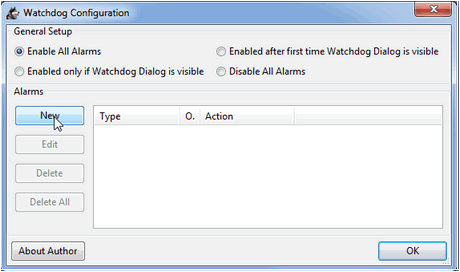 Watchdog Configuration
General Setup
Enable All Alarms
Enabled after first time Watchdog Dialog is visible
Enabled only if Watchdog Dialog is visible
Disable All Alarms
Alarms
New
Type O. Action
Edit
Delete
Delete All
About Author
OK